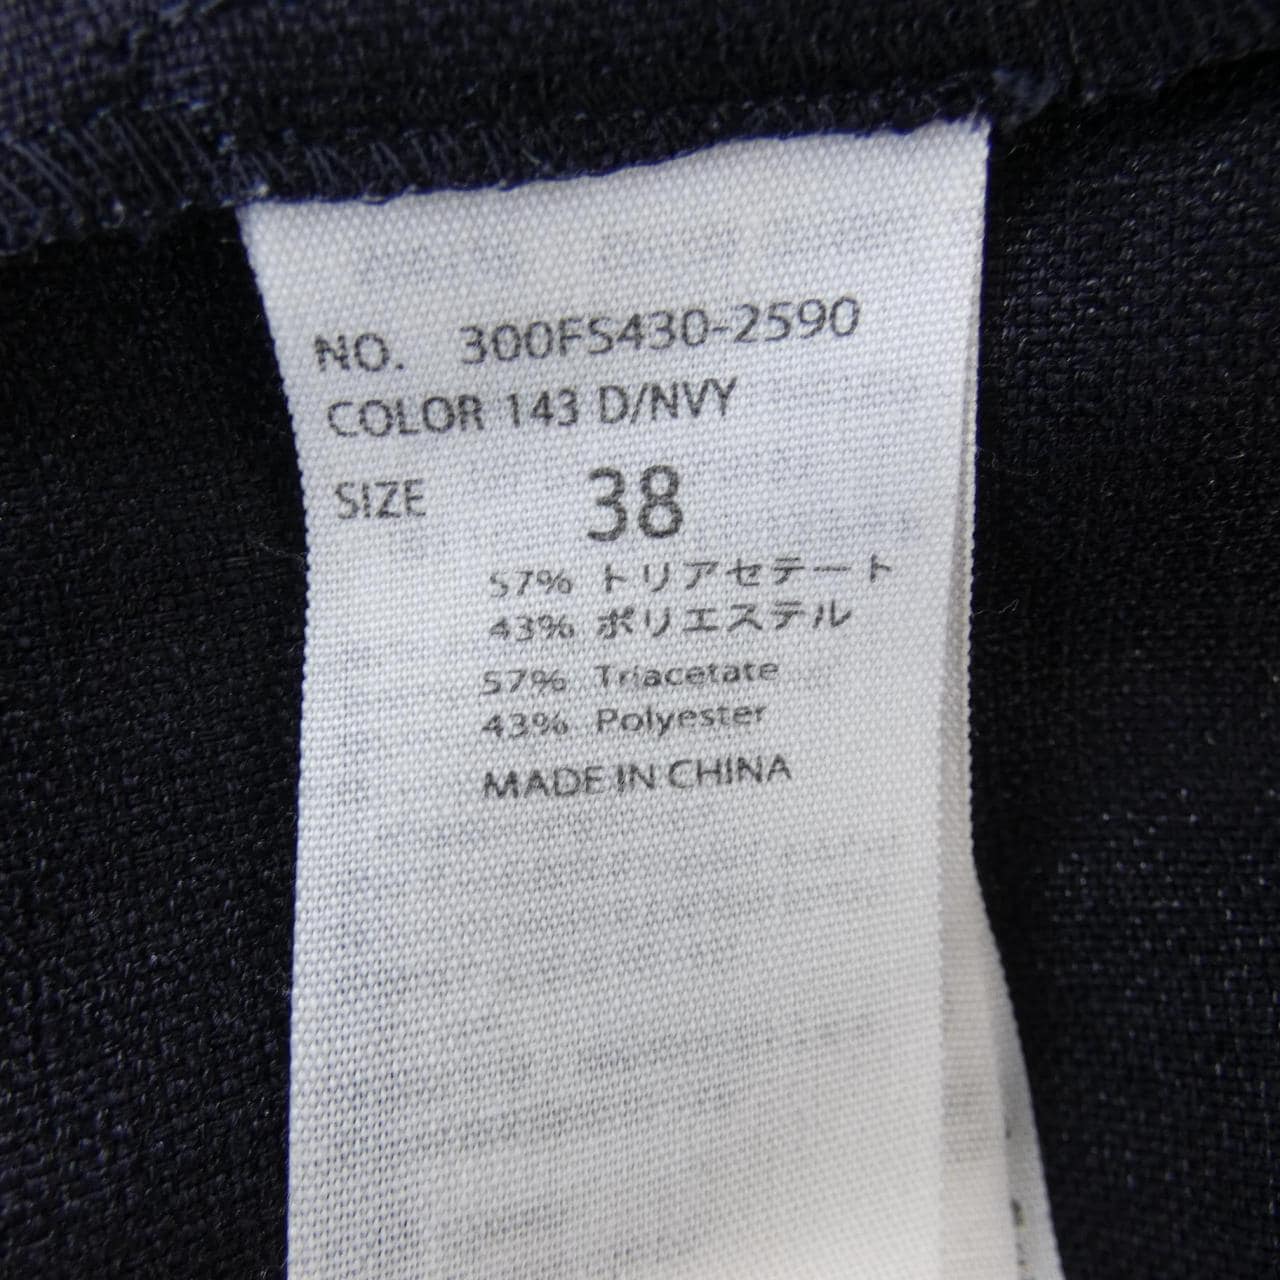 NO. 300FS430-2590
COLOR 143 D/NVY
SIZE 38
57% トリアセテート
43% ポリエステル
57% Triacetate
43% Polyester
MADE IN CHINA